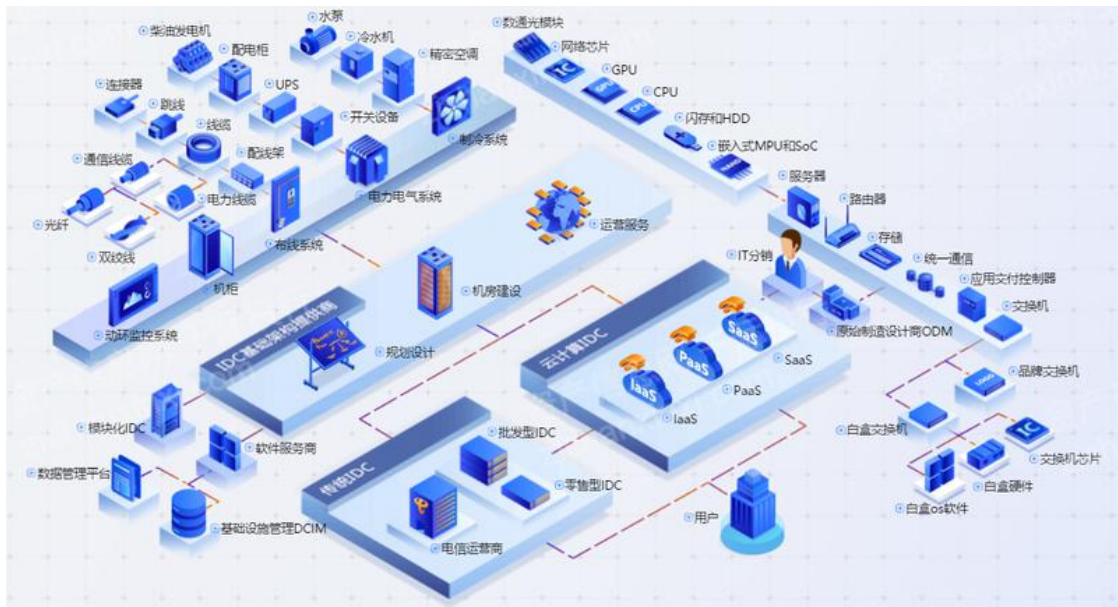 水泵
数通光模块
柴油发电机
冷水机
网络芯片
配电柜
精密空调
GPU
连接器
UPS
CPU
跳线
开关设备
闪存和HDD
线缆
制冷系统
嵌入式MPU和SoC
通信线缆
配线架
服务器
电力线缆
电力电气系统
路由器
光纤
运营服务
存储
双绞线
布线系统
IT分销
统一通信
机柜
机房建设
应用交付控制器
动环监控系统
IDC基础架构提供商
交换机
规划设计
云计算IDC
原始制造设计商ODM
SaaS
SaaS
PaaS
PaaS
IaaS
IaaS
LOGO
品牌交换机
模块化IDC
软件服务商
批发型IDC
白盒交换机
IC
交换机芯片
数据管理平台
传统IDC
零售型IDC
白盒硬件
用户
白盒os软件
基础设施管理DCIM
电信运营商
IC
GPU
CPU